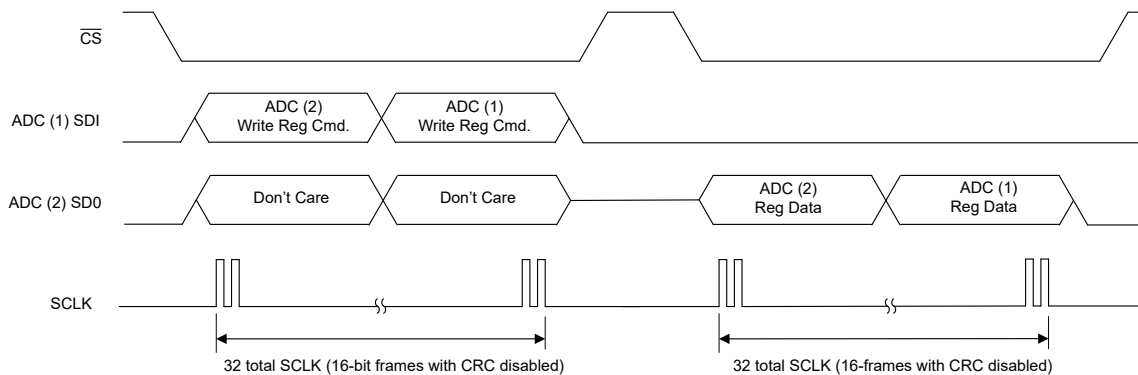 CS
ADC (1) SDI
ADC (2)
Write Reg Cmd.
ADC (1)
Write Reg Cmd.
ADC (2) SD0
Don't Care
Don't Care
ADC (2)
Reg Data
ADC (1)
Reg Data
SCLK
32 total SCLK (16-bit frames with CRC disabled)
32 total SCLK (16-frames with CRC disabled)